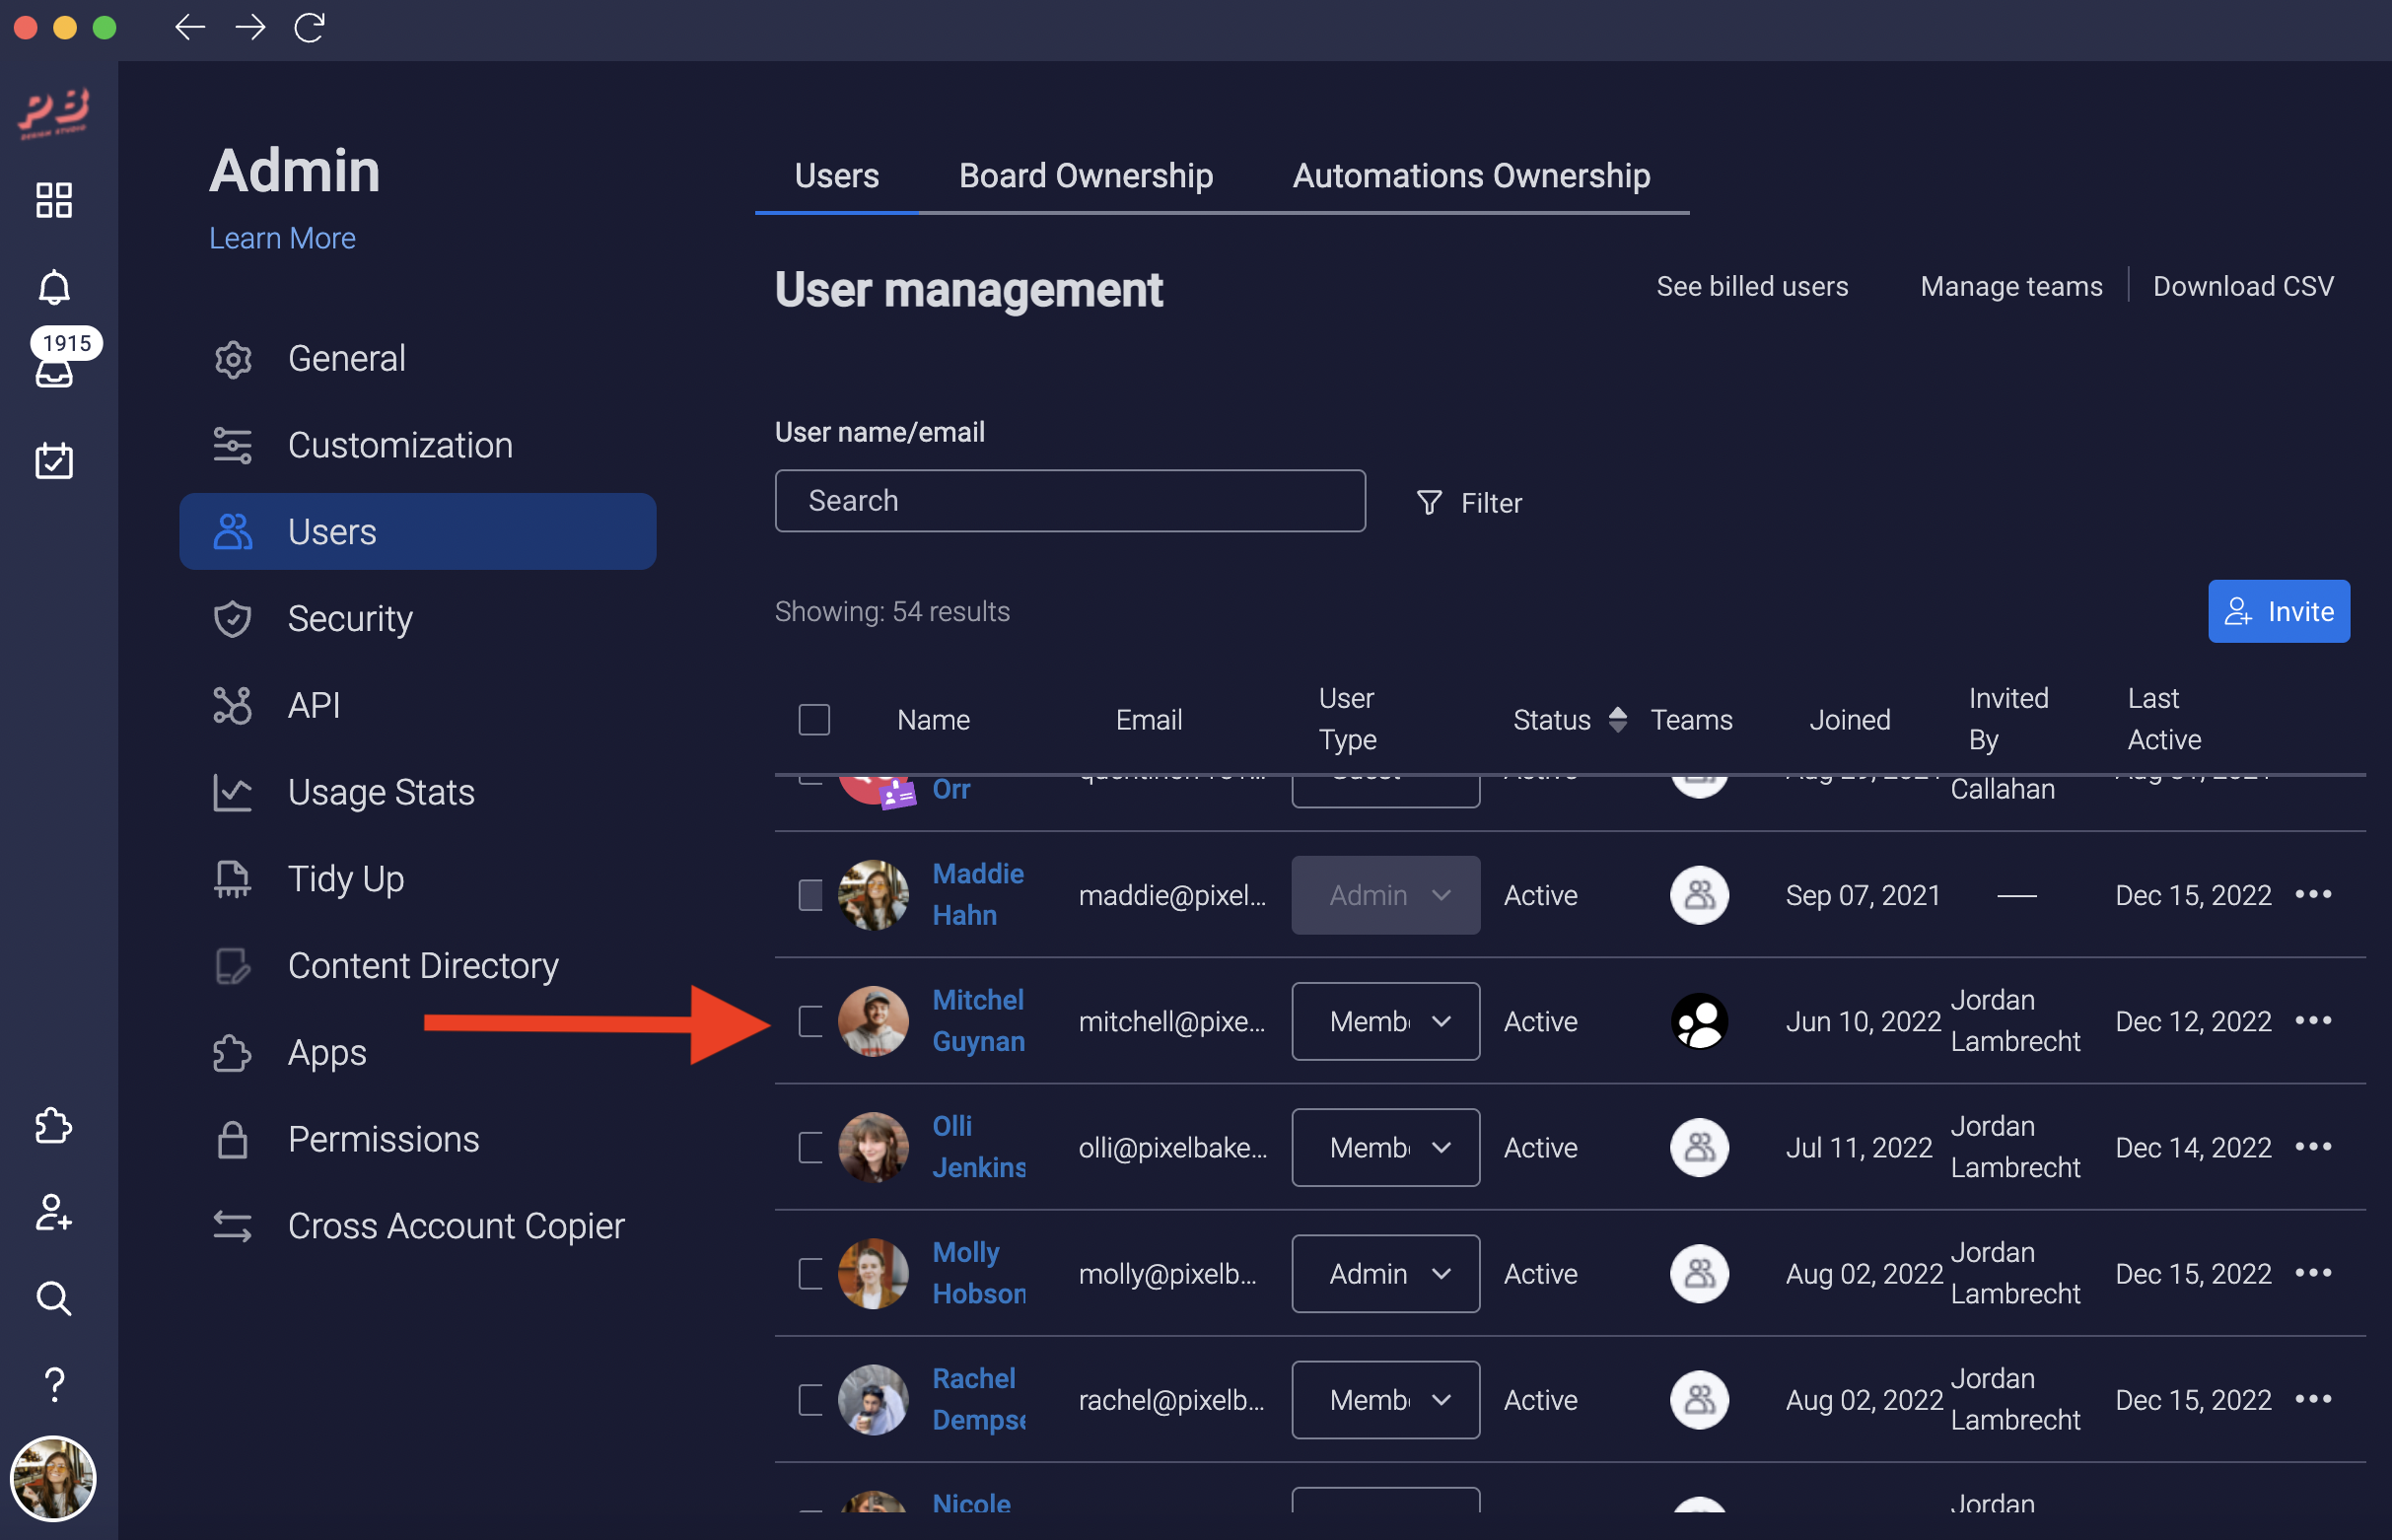 PB
DESIGN STUDIO
Admin
Learn More
1915
General
Customization
Users
Security
API
Usage Stats
Tidy Up
Content Directory
Apps
Permissions
Cross Account Copier
Users Board Ownership Automations Ownership
User management
See billed users Manage teams Download CSV
User name/email
Search
Filter
Showing: 54 results
Invite
Name Email User Type Status Teams Joined Invited By Last Active
Orr Callahan
Maddie Hahn maddie@pixel... Admin Active Sep 07, 2021 — Dec 15, 2022 •••
Mitchel Guynan mitchell@pixe... Memb Active Jun 10, 2022 Jordan Lambrecht Dec 12, 2022 •••
Olli Jenkins olli@pixelbake... Memb Active Jul 11, 2022 Jordan Lambrecht Dec 14, 2022 •••
Molly Hobson molly@pixelb... Admin Active Aug 02, 2022 Jordan Lambrecht Dec 15, 2022 •••
Rachel Dempse rachel@pixelb... Memb Active Aug 02, 2022 Jordan Lambrecht Dec 15, 2022 •••
Nicole Jordan